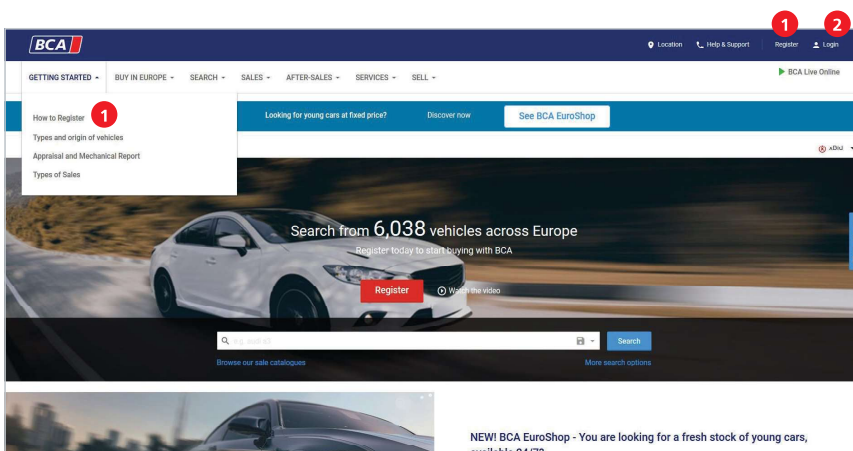 1
2
BCA
Location
Help & Support
Register
Login
GETTING STARTED
BUY IN EUROPE
SEARCH
SALES
AFTER-SALES
SERVICES
SELL
BCA Live Online
How to Register
1
Types and origin of vehicles
Appraisal and Mechanical Report
Types of Sales
Looking for young cars at fixed price?
Discover now
See BCA EuroShop
Search from 6,038 vehicles across Europe
Register today to start buying with BCA
Register
Watch the video
e.g. audi a3
Search
Browse our sale catalogues
More search options
NEW! BCA EuroShop - You are looking for a fresh stock of young cars,